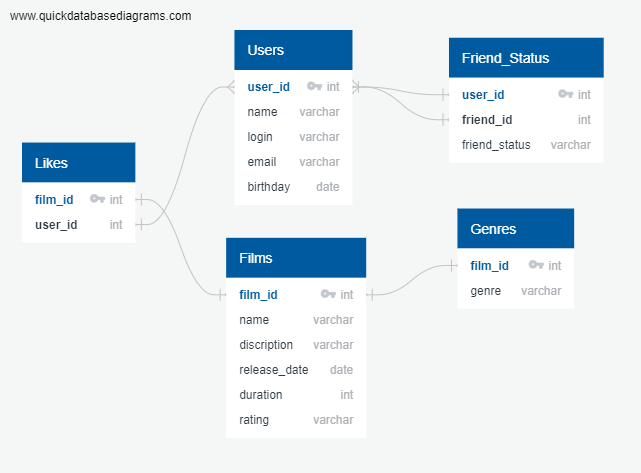 www.quickdatabasediagrams.com
Users
user_id int
name varchar
login varchar
email varchar
birthday date
Friend_Status
user_id int
friend_id int
friend_status varchar
Likes
film_id int
user_id int
Films
film_id int
name varchar
discription varchar
release_date date
duration int
rating varchar
Genres
film_id int
genre varchar